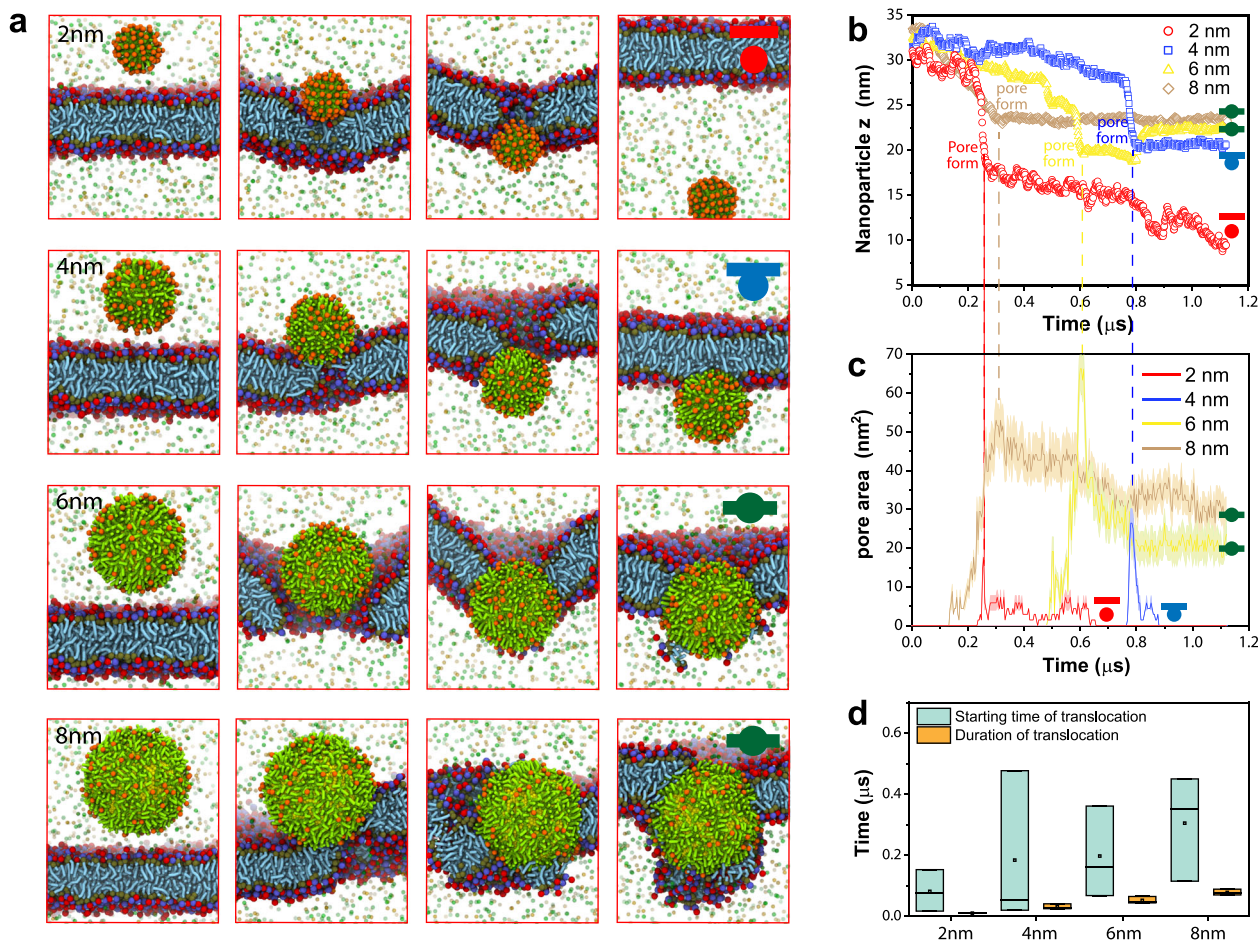 a
2nm
4nm
6nm
8nm
b
35
30
25
20
15
10
5
Nanoparticle z (nm)
2 nm
4 nm
6 nm
8 nm
pore
form
pore
form
Pore
form
pore
form
0.0 0.2 0.4 0.6 0.8 1.0 1.2
Time (μs)
c
70
60
50
40
30
20
10
0
pore area (nm²)
2 nm
4 nm
6 nm
8 nm
0.0 0.2 0.4 0.6 0.8 1.0 1.2
Time (μs)
d
Starting time of translocation
Duration of translocation
0.6
0.4
0.2
0.0
Time (μs)
2nm 4nm 6nm 8nm